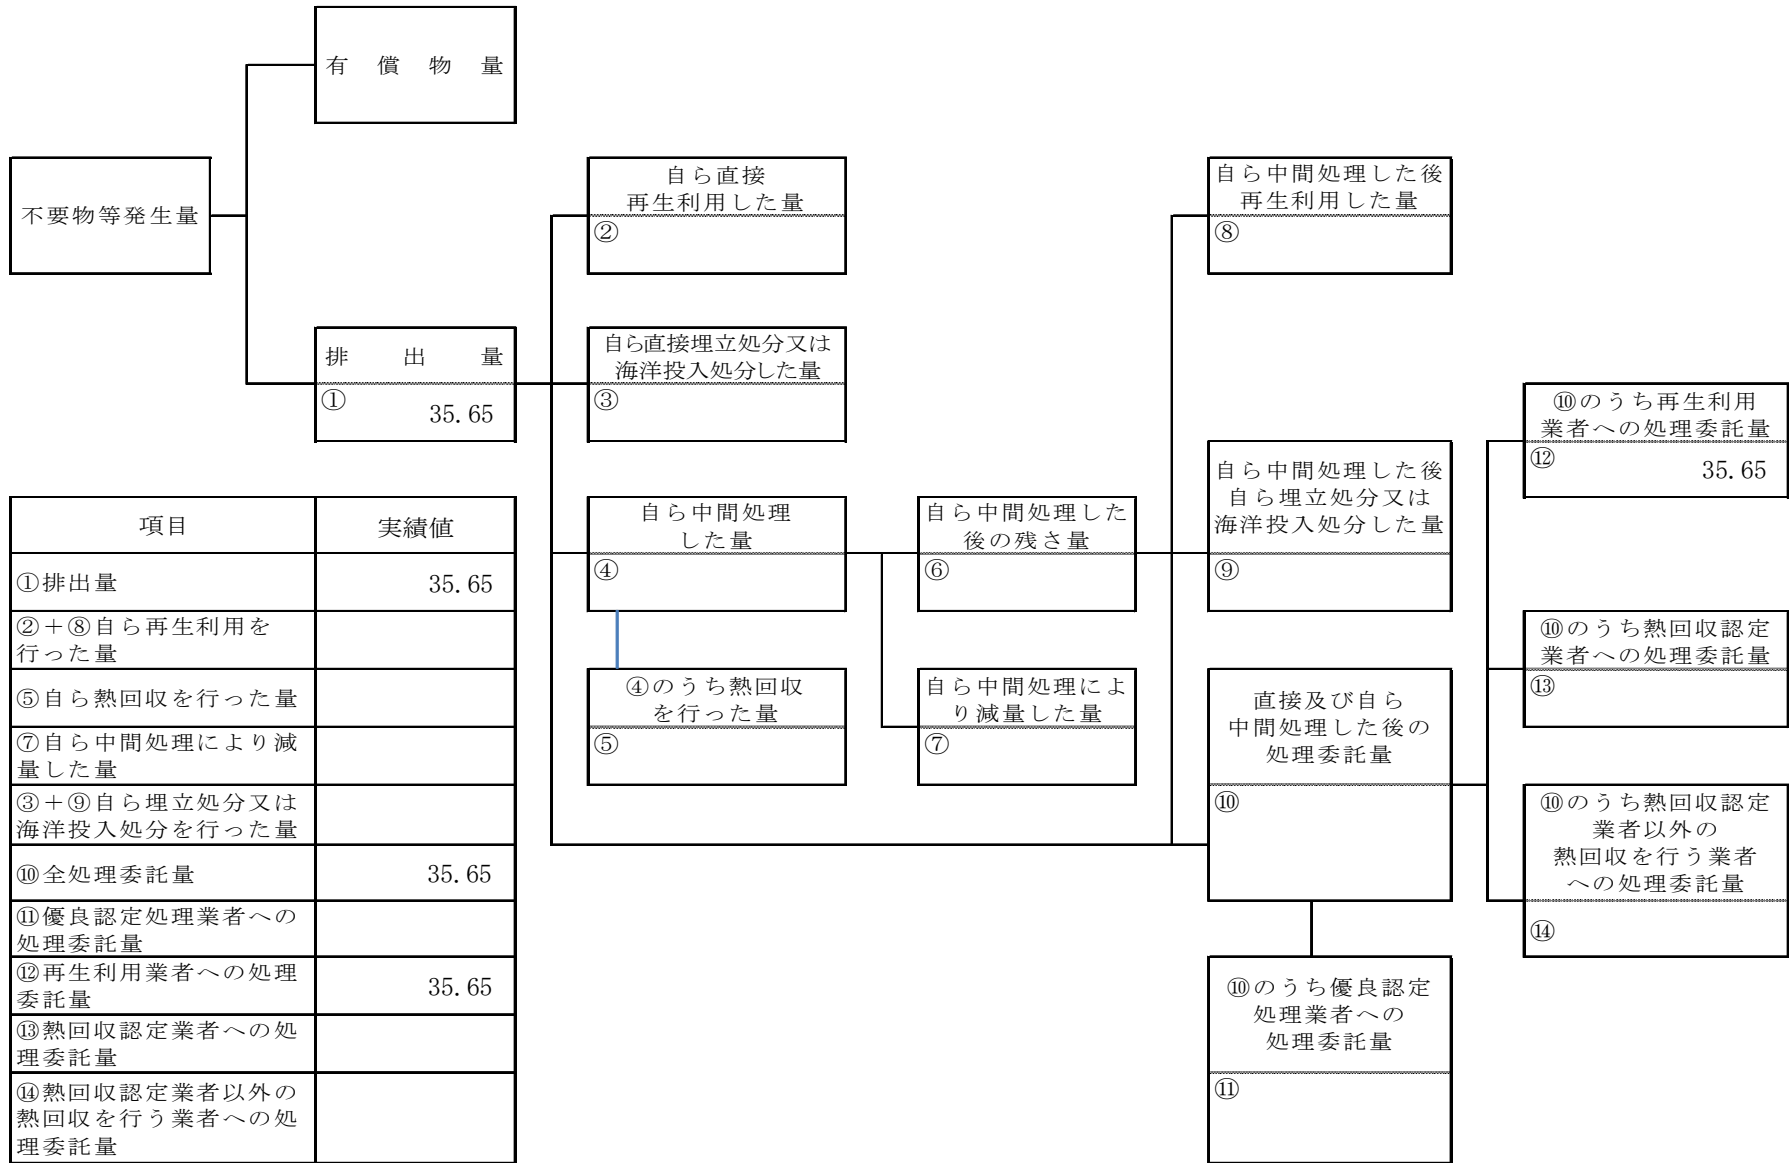 有償物量
不要物等発生量
排出量
①
35.65
自ら直接
再生利用した量
②
自ら直接埋立処分又は
海洋投入処分した量
③
自ら中間処理
した量
④
④のうち熱回収
を行った量
⑤
自ら中間処理した
後の残さ量
⑥
自ら中間処理によ
り減量した量
⑦
自ら中間処理した後
再生利用した量
⑧
自ら中間処理した後
自ら埋立処分又は
海洋投入処分した量
⑨
直接及び自ら
中間処理した後の
処理委託量
⑩
⑩のうち優良認定
処理業者への
処理委託量
⑪
⑩のうち再生利用
業者への処理委託量
⑫
35.65
⑩のうち熱回収認定
業者への処理委託量
⑬
⑩のうち熱回収認定
業者以外の
熱回収を行う業者
への処理委託量
⑭
項目 実績値
①排出量 35.65
②＋⑧自ら再生利用を
行った量
⑤自ら熱回収を行った量
⑦自ら中間処理により減
量した量
③＋⑨自ら埋立処分又は
海洋投入処分を行った量
⑩全処理委託量 35.65
⑪優良認定処理業者への
処理委託量
⑫再生利用業者への処理
委託量 35.65
⑬熱回収認定業者への処
理委託量
⑭熱回収認定業者以外の
熱回収を行う業者への処
理委託量